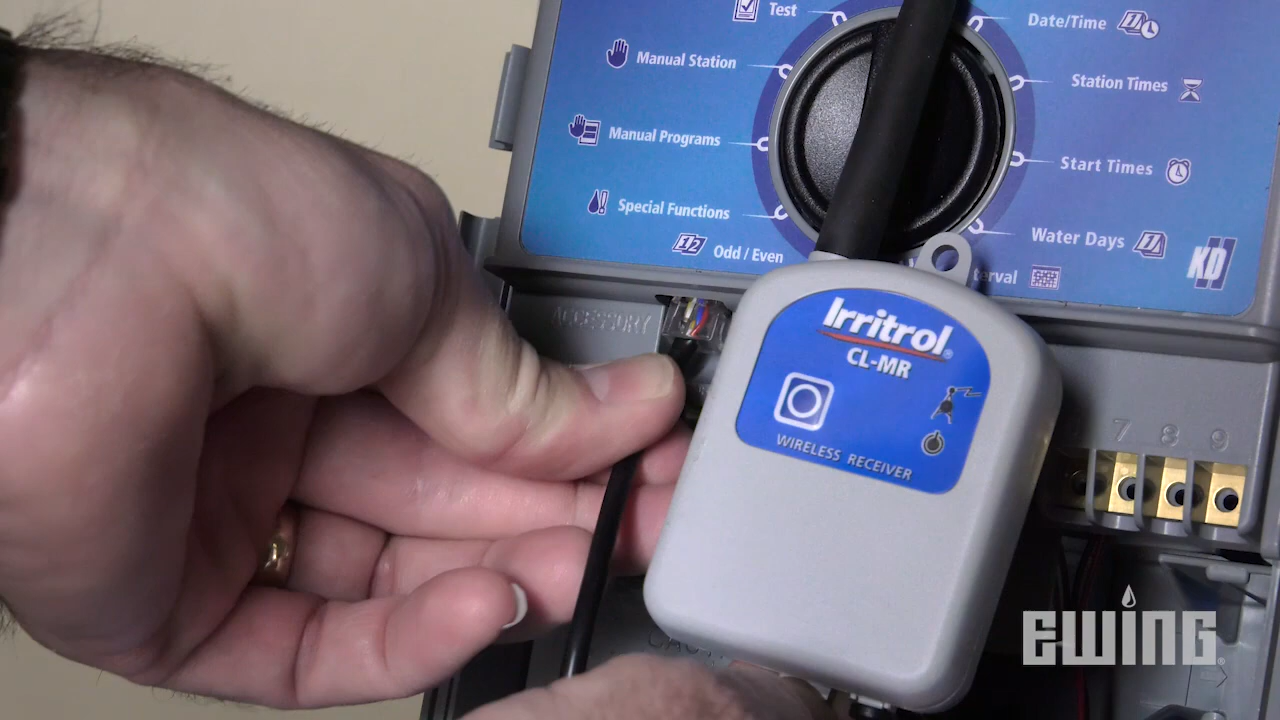 Test
Date/Time
Manual Station
Station Times
Manual Programs
Start Times
Special Functions
Water Days
Odd / Even
KD
ACCESSORY
Irritrol®
CL-MR
WIRELESS RECEIVER
7 8 9
EWING®